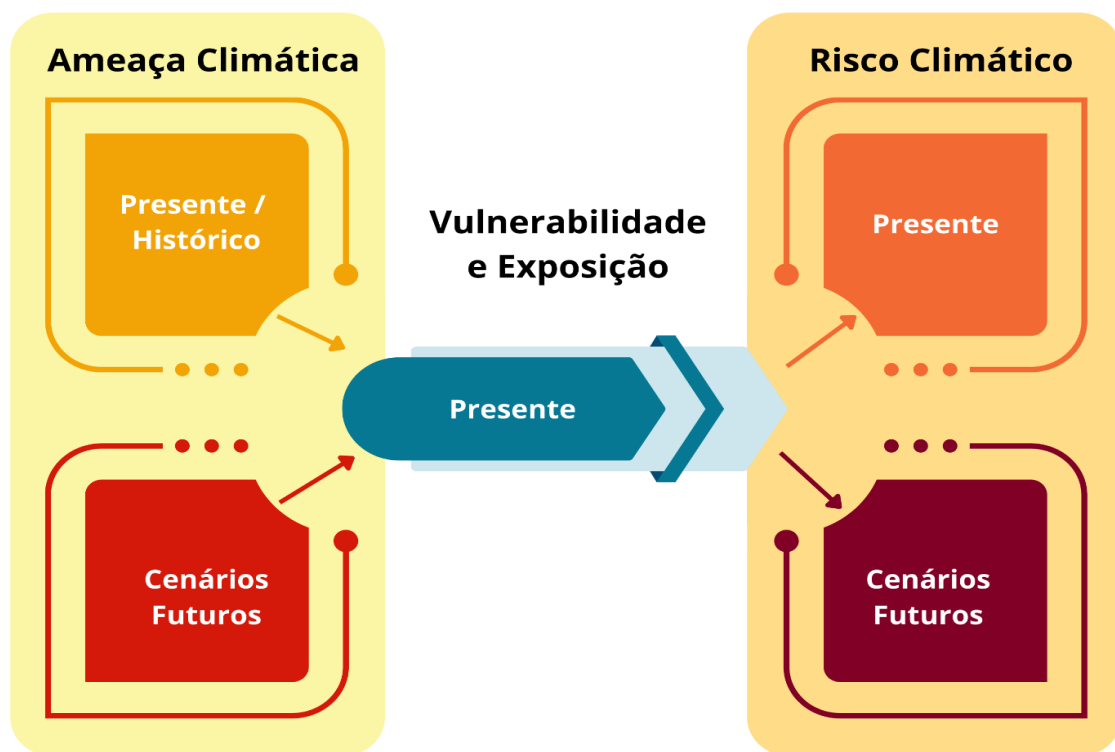 Ameaça Climática
Presente /
Histórico
Cenários
Futuros
Vulnerabilidade
e Exposição
Presente
Risco Climático
Presente
Cenários
Futuros